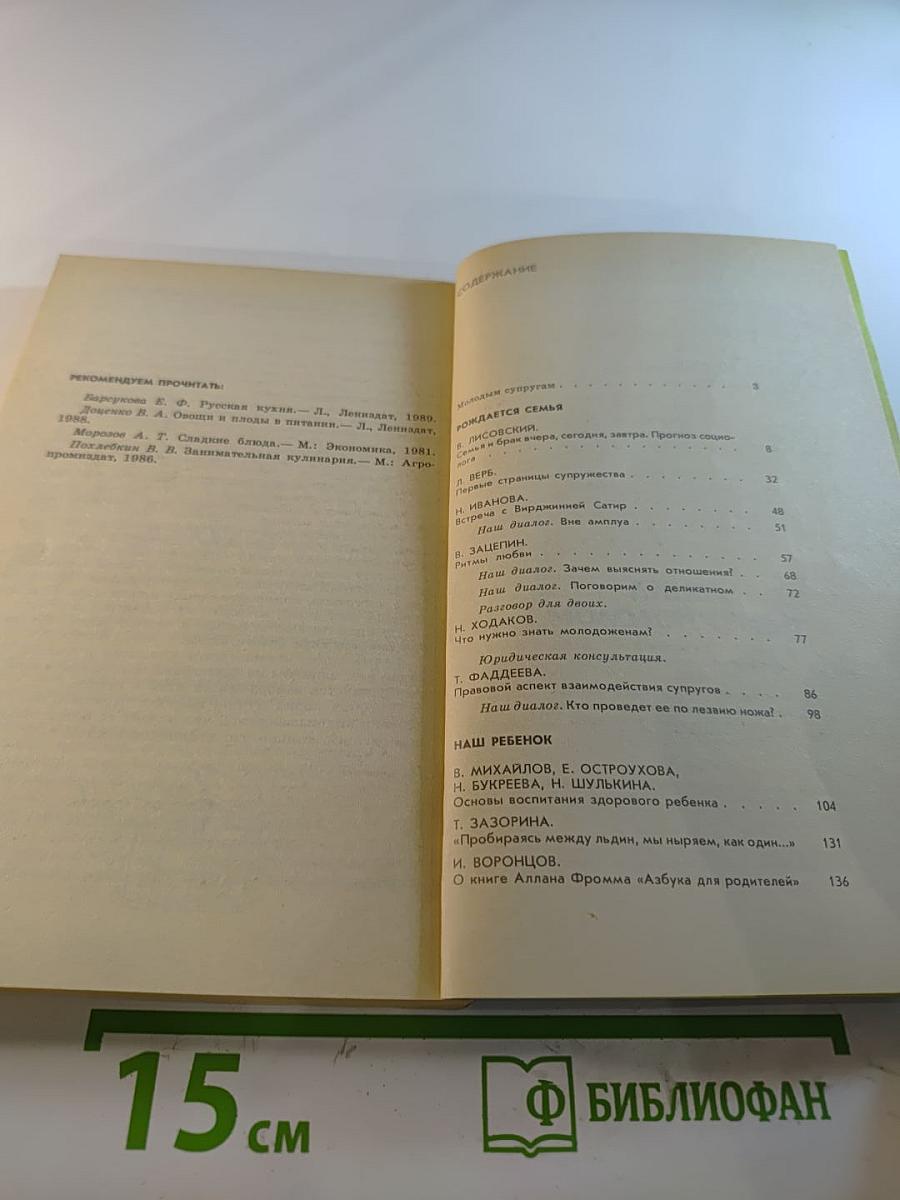 РЕКОМЕНДУЕМ ПРОЧИТАТЬ:
Барсукова Е. Ф. Русская кухня.— Л., Лениздат, 1989.
Доценко В. А. Овощи и плоды в питании.— Л., Лениздат,
1988.
Морозов А. Т. Сладкие блюда.— М.: Экономика, 1981.
Похлебкин В. В. Занимательная кулинария.— М.: Агро-
промиздат, 1986.
СОДЕРЖАНИЕ
Молодым супругам . . . . . . . . . . . 3
РОЖДАЕТСЯ СЕМЬЯ
В. ЛИСОВСКИЙ.
Семья и брак вчера, сегодня, завтра. Прогноз социо-
лога . . . . . . . . . . . . . . . 8
Л. ВЕРБ.
Первые страницы супружества . . . . . . . . 32
Н. ИВАНОВА.
Встреча с Вирджинией Сатир . . . . . . . 48
Наш диалог. Вне амплуа . . . . . . . 51
В. ЗАЦЕПИН.
Ритмы любви . . . . . . . . . . . . . 57
Наш диалог. Зачем выяснять отношения? . . 68
Наш диалог. Поговорим о деликатном . . 72
Разговор для двоих.
Н. ХОДАКОВ.
Что нужно знать молодоженам? . . . . . . . 77
Юридическая консультация.
Т. ФАДДЕЕВА.
Правовой аспект взаимодействия супругов . . . . 86
Наш диалог. Кто проведет ее по лезвию ножа? . 98
НАШ РЕБЕНОК
В. МИХАЙЛОВ, Е. ОСТРОУХОВА,
Н. БУКРЕЕВА, Н. ШУЛЬКИНА.
Основы воспитания здорового ребенка . . . . . 104
Т. ЗАЗОРИНА.
«Пробираясь между льдин, мы ныряем, как один...» 131
И. ВОРОНЦОВ.
О книге Аллана Фромма «Азбука для родителей» 136
15 см
Ф БИБЛИОФАН